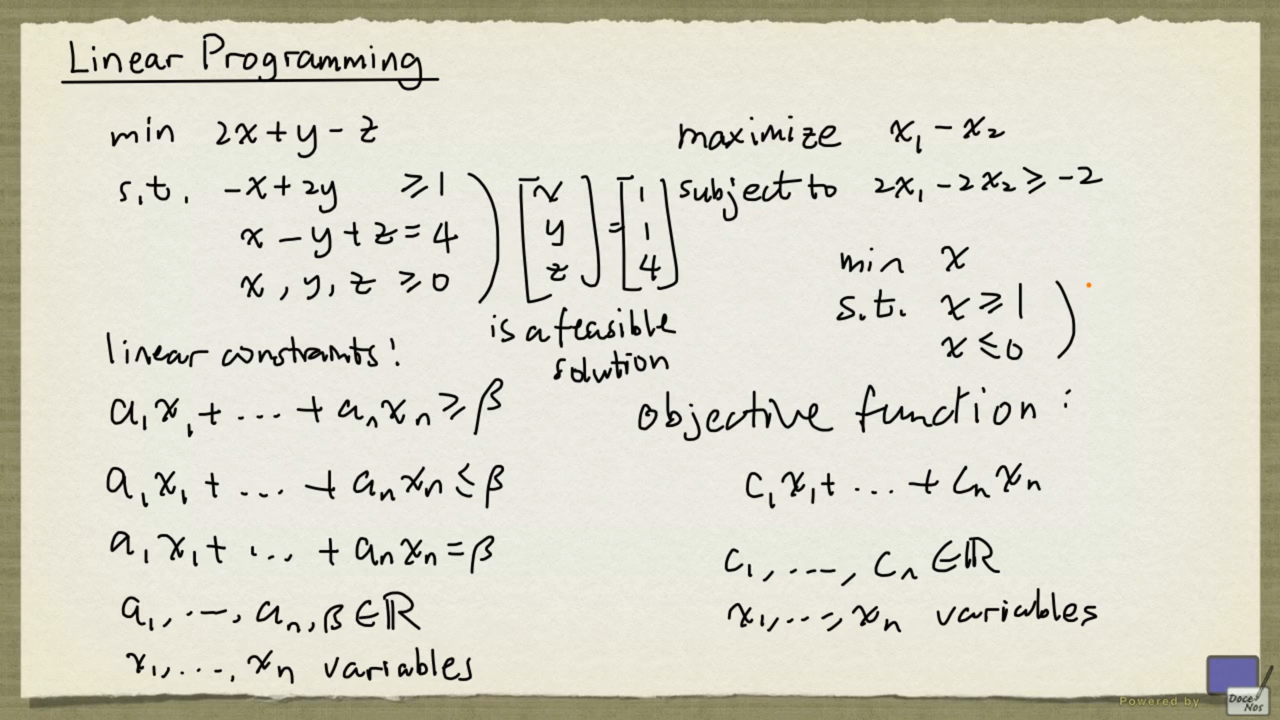 Linear Programming
min 2x + y - z
s.t. -x + 2y ≥ 1
x - y + z = 4
x, y, z ≥ 0
[x y z] = [1 1 4]
is a feasible
solution
linear constraints:
a₁x₁ + ... + aₙxₙ ≥ β
a₁x₁ + ... + aₙxₙ ≤ β
a₁x₁ + ... + aₙxₙ = β
a₁, ..., aₙ, β ∈ ℝ
x₁, ..., xₙ variables
maximize x₁ - x₂
subject to 2x₁ - 2x₂ ≥ -2
min x
s.t. x ≥ 1
x ≤ 0
objective function:
c₁x₁ + ... + cₙxₙ
c₁, ..., cₙ ∈ ℝ
x₁, ..., xₙ variables
Powered by
Doce
Nos